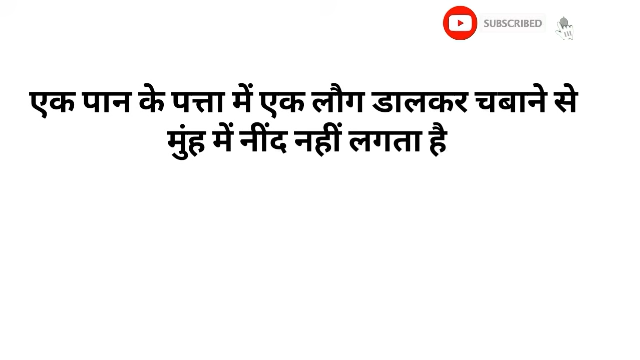 SUBSCRIBED
एक पान के पत्ता में एक लौग डालकर चबाने से
मुंह में नींद नहीं लगता है